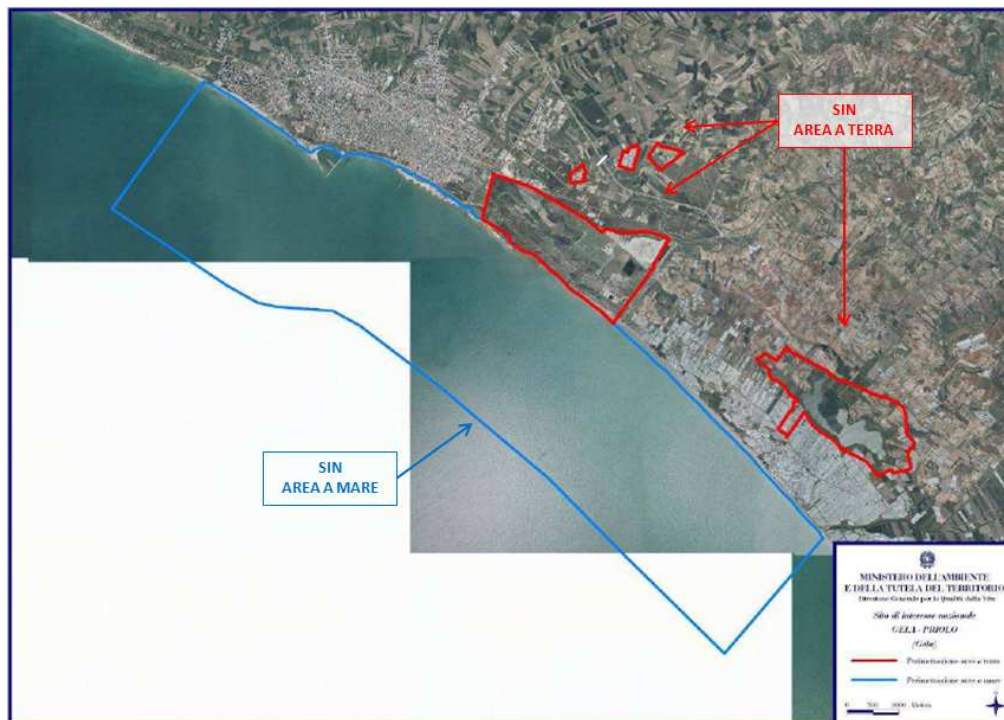 SIN
AREA A TERRA
SIN
AREA A MARE
MINISTERO DELL'AMBIENTE
E DELLA TUTELA DEL TERRITORIO
Direzione Generale per la Qualità della Vita
Sito di interesse nazionale
GELA - PRIOLO
(Gela)
Perimetrazione aree a terra
Perimetrazione aree a mare
0